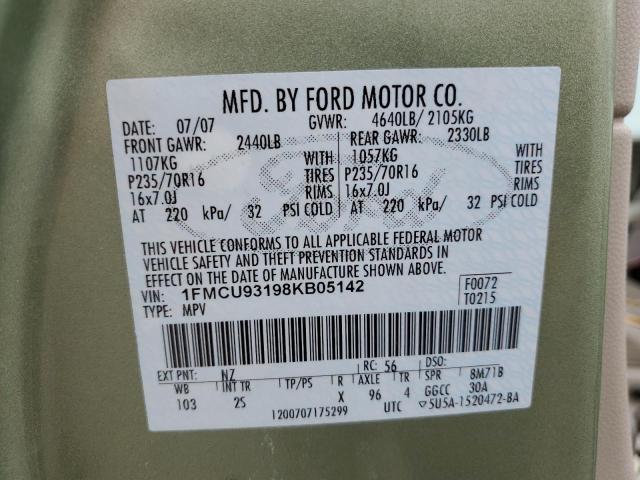 MFD. BY FORD MOTOR CO.
DATE: 07/07 GVWR: 4640LB/ 2105KG
FRONT GAWR: 2440LB REAR GAWR: 2330LB
1107KG WITH 1057KG WITH
P235/70R16 TIRES P235/70R16 TIRES
16x7.0J RIMS 16x7.0J RIMS
AT 220 kPa/ 32 PSI COLD AT 220 kPa/ 32 PSI COLD
Ford
THIS VEHICLE CONFORMS TO ALL APPLICABLE FEDERAL MOTOR
VEHICLE SAFETY AND THEFT PREVENTION STANDARDS IN
EFFECT ON THE DATE OF MANUFACTURE SHOWN ABOVE.
VIN: 1FMCU93198KB05142 F0072
TYPE: MPV T0215
EXT PNT: NZ RC: 56 DSO:
WB INT TR TP/PS R AXLE TR SPR 8M71B
103 2S X 96 4 GGCC 30A
1200707175299 UTC ▽5U5A-1520472-BA